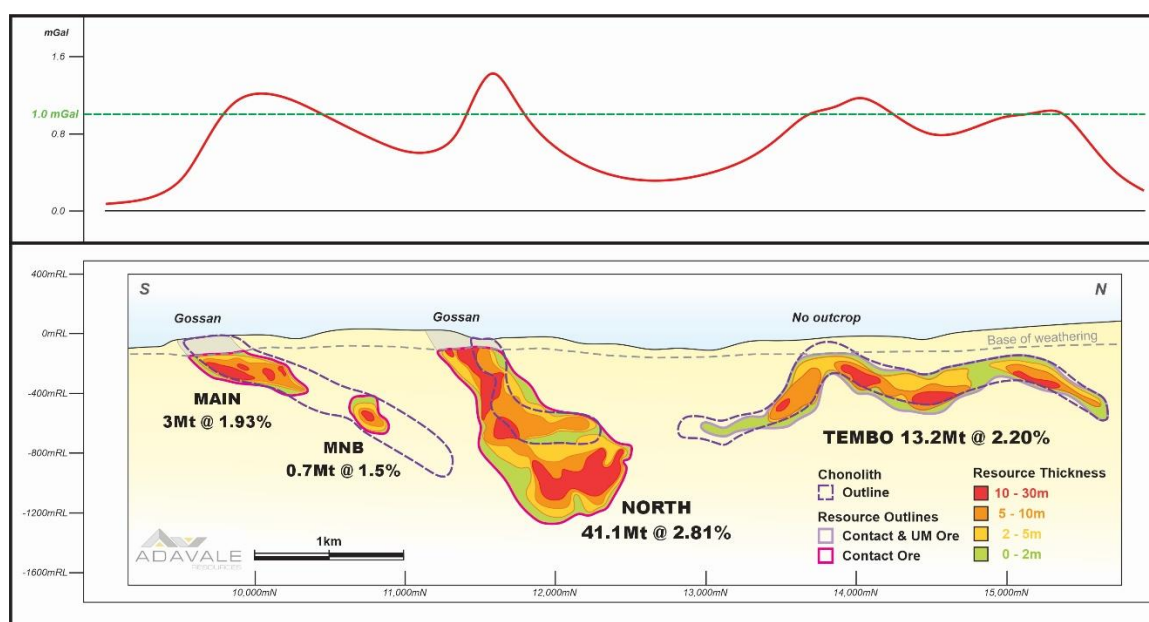 mGal
1.6
1.0 mGal
0.8
0.0
400mRL
0mRL
-400mRL
-800mRL
-1200mRL
-1600mRL
S
N
Gossan
Gossan
No outcrop
Base of weathering
MAIN
3Mt @ 1.93%
MNB
0.7Mt @ 1.5%
NORTH
41.1Mt @ 2.81%
TEMBO 13.2Mt @ 2.20%
Chonolith
Outline
Resource Outlines
Contact & UM Ore
Contact Ore
Resource Thickness
10 - 30m
5 - 10m
2 - 5m
0 - 2m
ADAVALE
RESOURCES
1km
10,000mN
11,000mN
12,000mN
13,000mN
14,000mN
15,000mN